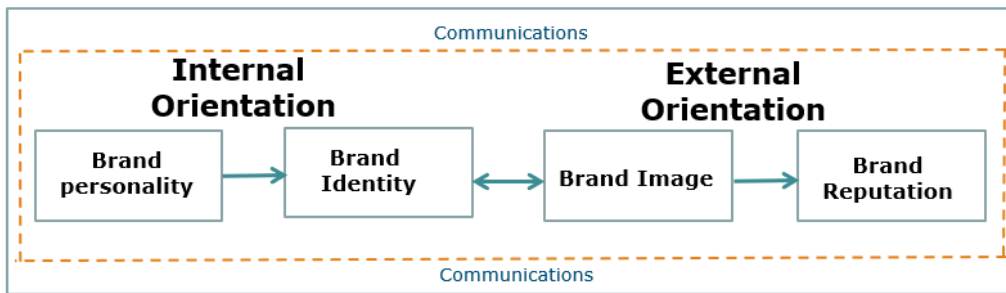 Communications
Internal
Orientation
External
Orientation
Brand
personality
Brand
Identity
Brand Image
Brand
Reputation
Communications